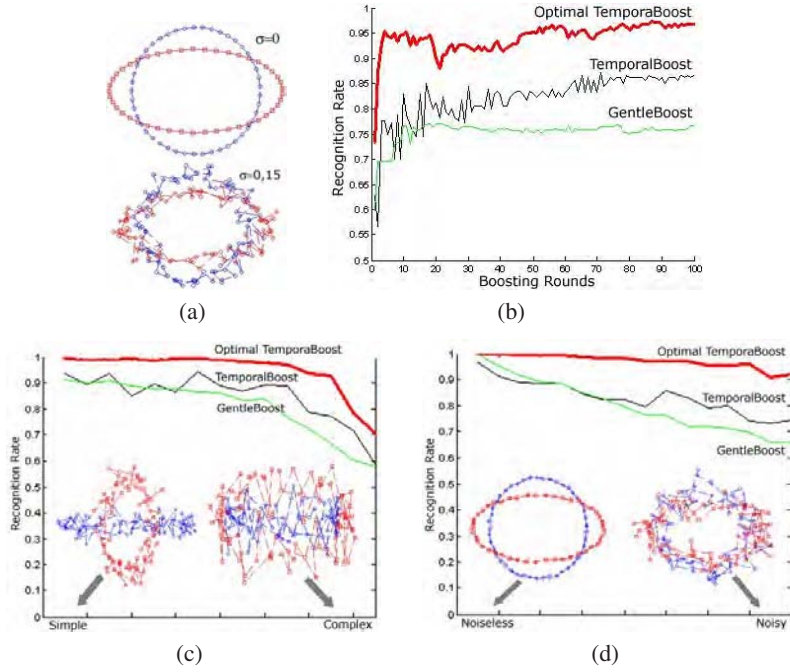 σ=0
σ=0,15
(a)
Optimal TemporaBoost
TemporalBoost
GentleBoost
Recognition Rate
1
0.95
0.9
0.85
0.8
0.75
0.7
0.65
0.6
0.55
0.5
0 10 20 30 40 50 60 70 80 90 100
Boosting Rounds
(b)
Optimal TemporaBoost
TemporalBoost
GentleBoost
Recognition Rate
1
0.9
0.8
0.7
0.6
0.5
0.4
0.3
0.2
0.1
0
Simple Complex
(c)
Optimal TemporaBoost
TemporalBoost
GentleBoost
Recognition Rate
1
0.9
0.8
0.7
0.6
0.5
0.4
0.3
0.2
0.1
0
Noiseless Noisy
(d)